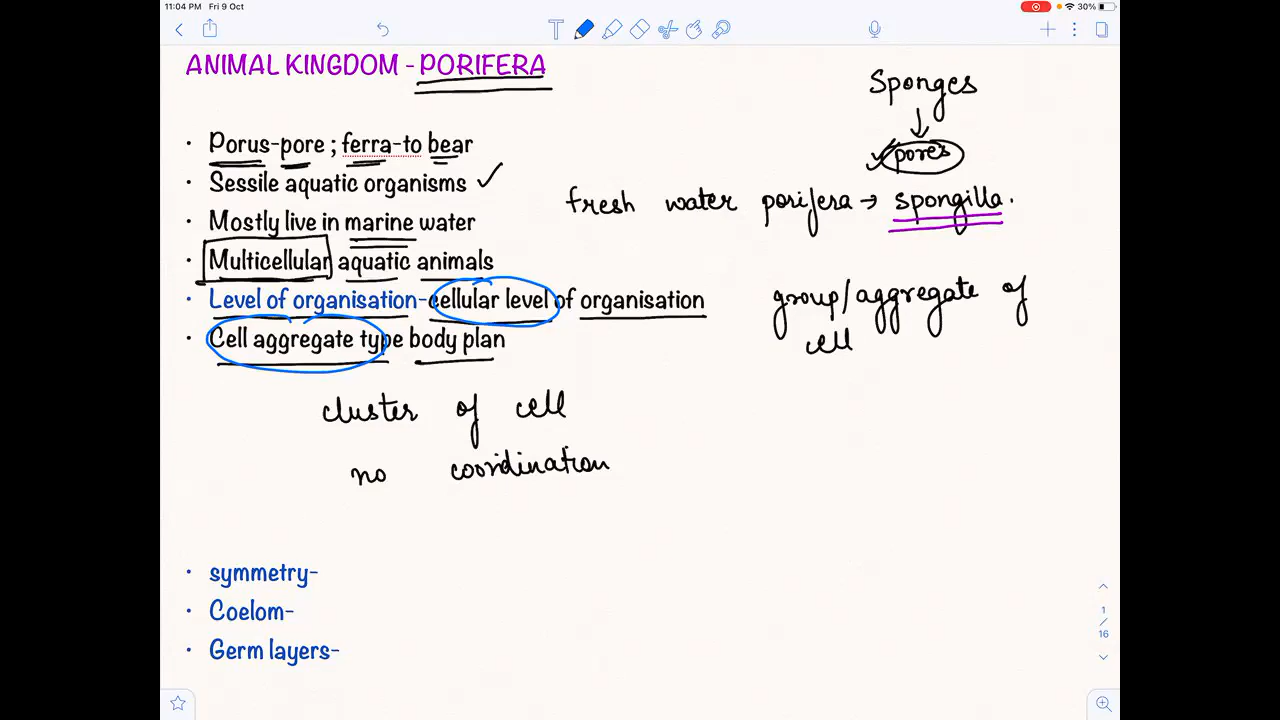 11:04 PM Fri 9 Oct
30%
T
ANIMAL KINGDOM - PORIFERA
Sponges
pores
• Porus-pore ; ferra-to bear
• Sessile aquatic organisms ✓
fresh water porifera → spongilla.
• Mostly live in marine water
• Multicellular aquatic animals
• Level of organisation- cellular level of organisation
group/aggregate of
cell
• Cell aggregate type body plan
cluster of cell
no coordination
• symmetry-
• Coelom-
• Germ layers-
1
/
16